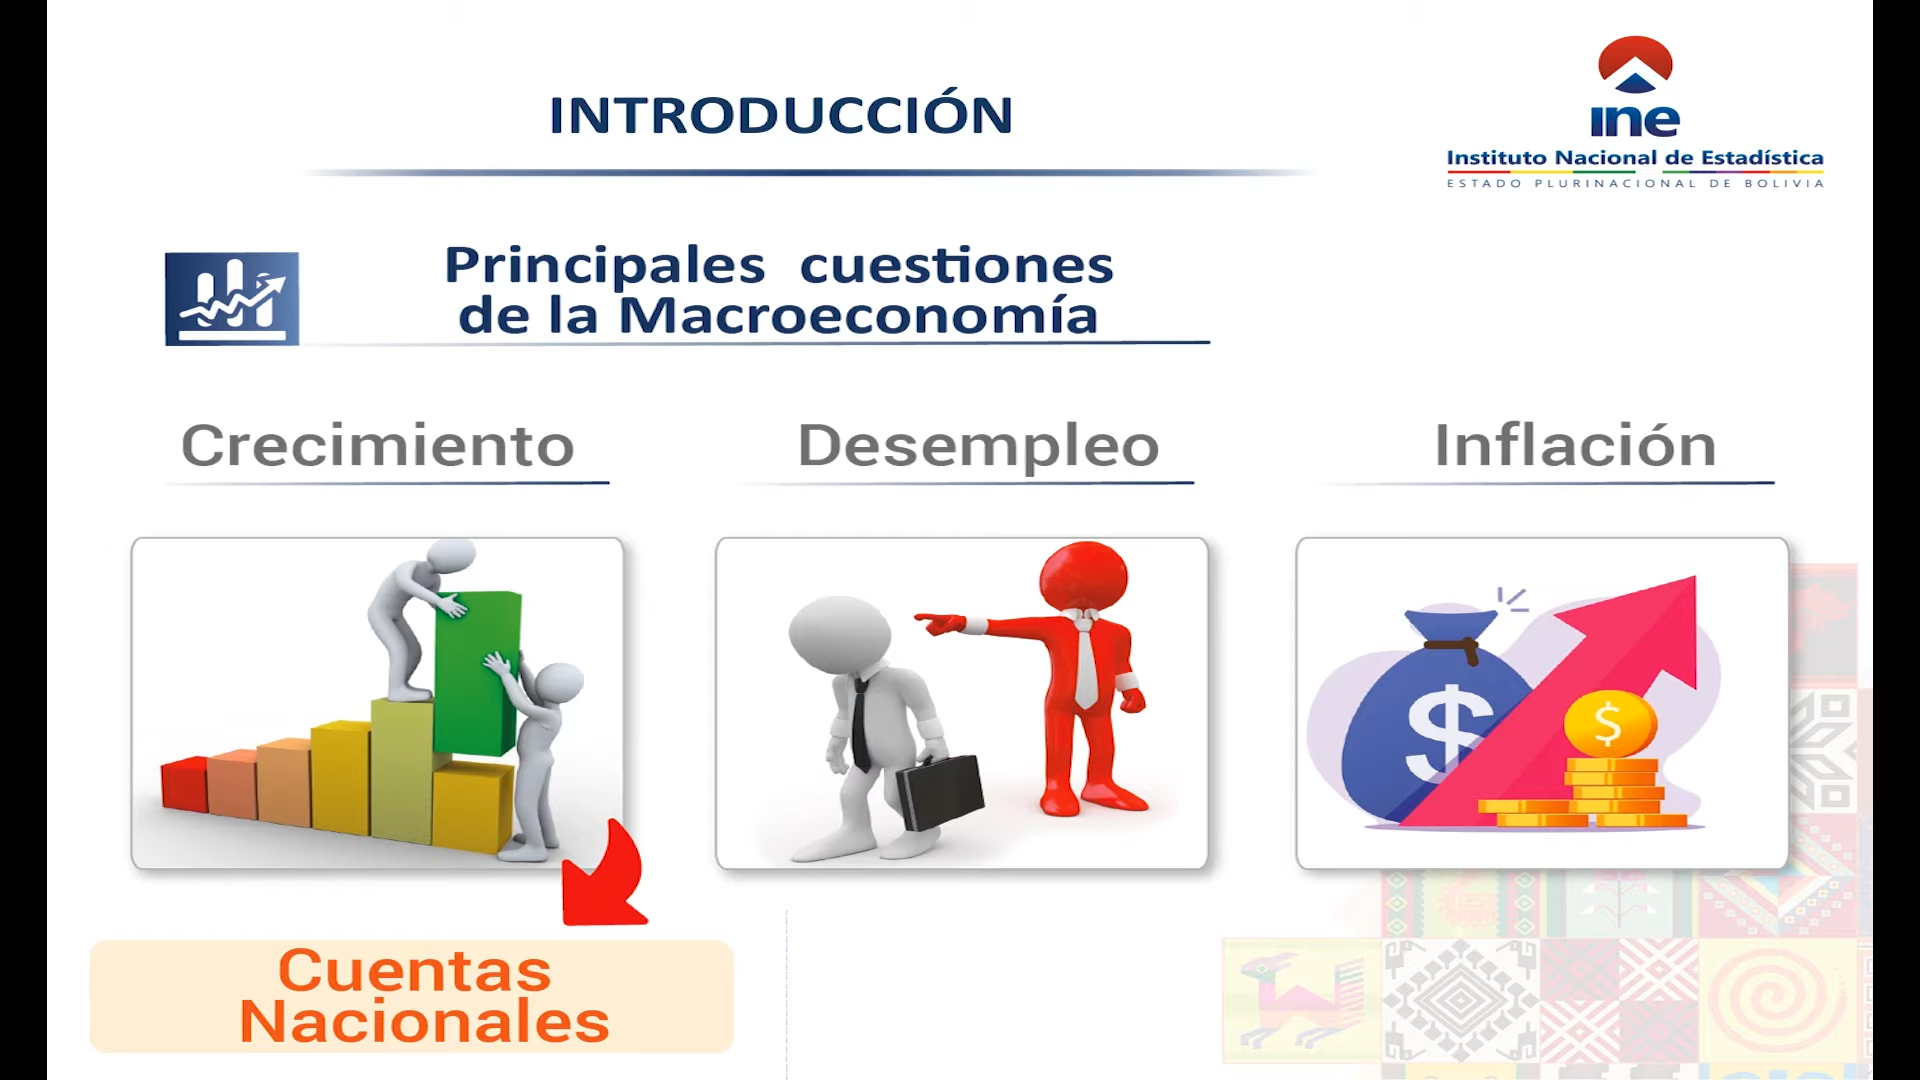 INTRODUCCIÓN
ine
Instituto Nacional de Estadística
ESTADO PLURINACIONAL DE BOLIVIA
Principales cuestiones
de la Macroeconomía
Crecimiento
Desempleo
Inflación
$
$
Cuentas
Nacionales